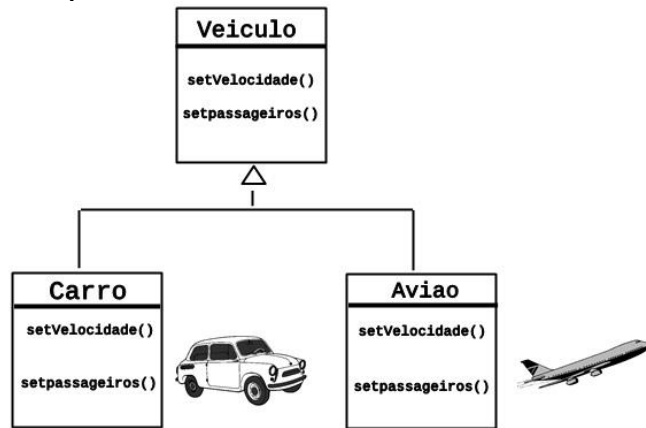 Veiculo
setVelocidade()
setpassageiros()
Carro
setVelocidade()
setpassageiros()
Aviao
setVelocidade()
setpassageiros()